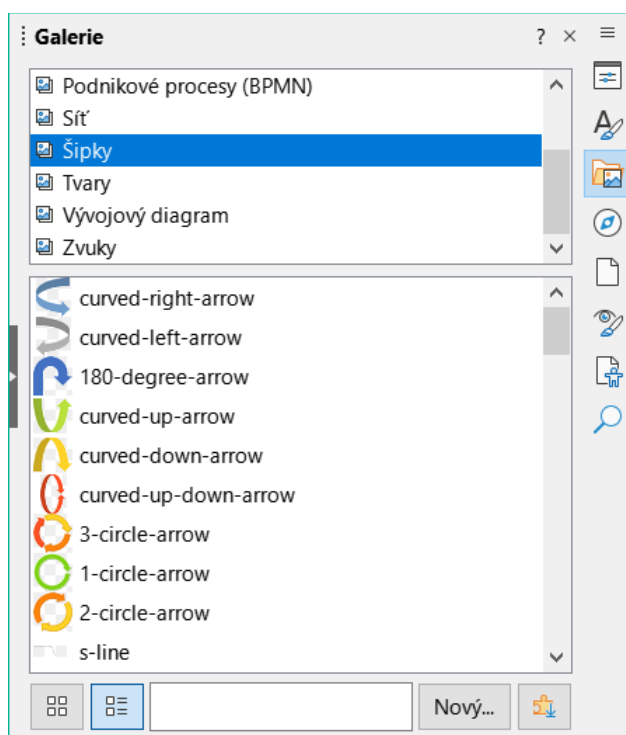 Galerie
Podnikové procesy (BPMN)
Síť
Šipky
Tvary
Vývojový diagram
Zvuky
curved-right-arrow
curved-left-arrow
180-degree-arrow
curved-up-arrow
curved-down-arrow
curved-up-down-arrow
3-circle-arrow
1-circle-arrow
2-circle-arrow
s-line
Nový...